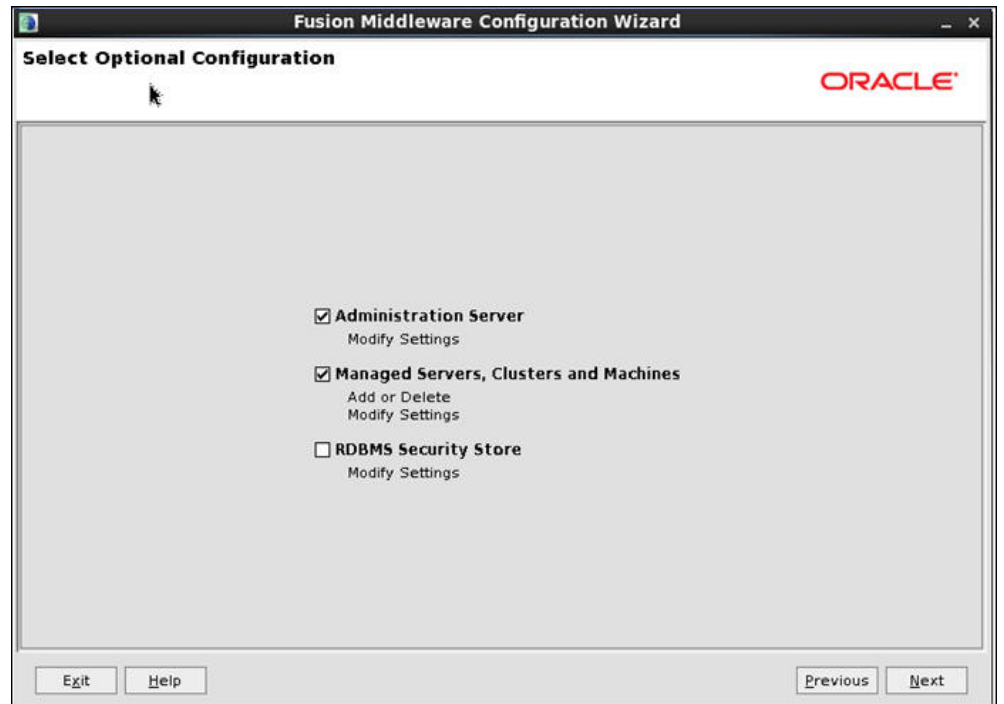 Fusion Middleware Configuration Wizard
Select Optional Configuration
ORACLE
Administration Server
Modify Settings
Managed Servers, Clusters and Machines
Add or Delete
Modify Settings
RDBMS Security Store
Modify Settings
Exit Help Previous Next